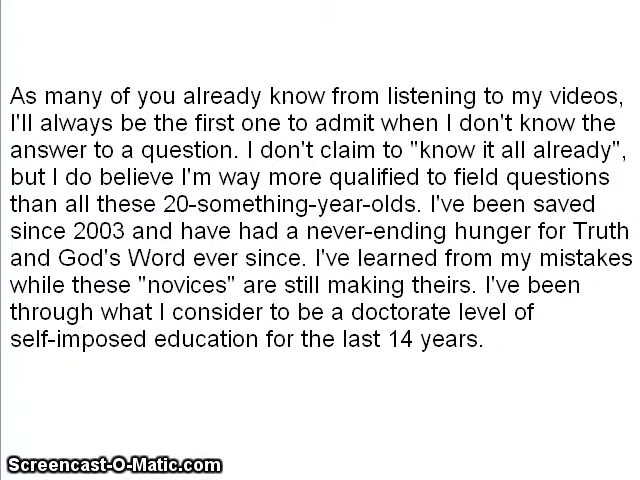 As many of you already know from listening to my videos,
I'll always be the first one to admit when I don't know the
answer to a question. I don't claim to "know it all already",
but I do believe I'm way more qualified to field questions
than all these 20-something-year-olds. I've been saved
since 2003 and have had a never-ending hunger for Truth
and God's Word ever since. I've learned from my mistakes
while these "novices" are still making theirs. I've been
through what I consider to be a doctorate level of
self-imposed education for the last 14 years.
Screencast-O-Matic.com